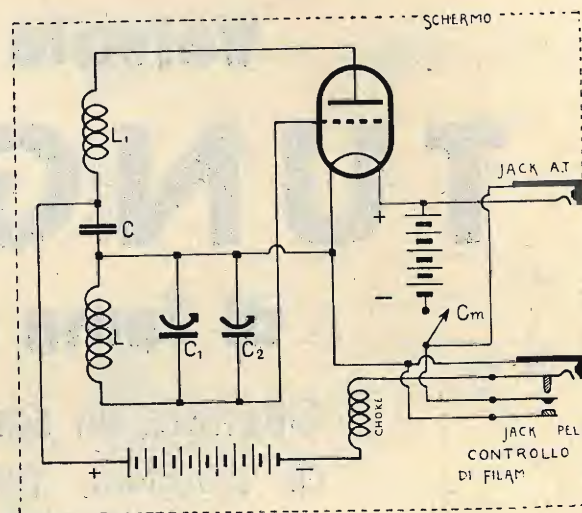 SCHERMO
L₁
JACK A.T
C
+
−
Cm
L
C₁
C₂
CHOKE
JACK PEL
CONTROLLO
DI FILAM
+
−